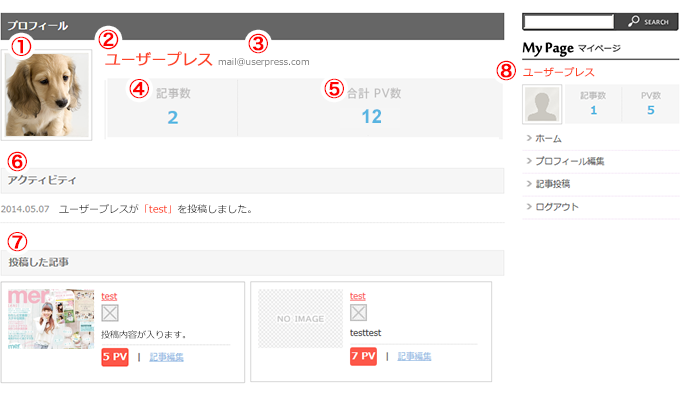 プロフィール
①
② ユーザープレス
③ mail@userpress.com
④ 記事数
2
⑤ 合計 PV数
12
⑥
アクティビティ
2014.05.07 ユーザープレスが「test」を投稿しました。
⑦
投稿した記事
mer
test
投稿内容が入ります。
5 PV | 記事編集
NO IMAGE
test
testtest
7 PV | 記事編集
SEARCH
My Page マイページ
⑧ ユーザープレス
記事数
1
PV数
5
ホーム
プロフィール編集
記事投稿
ログアウト